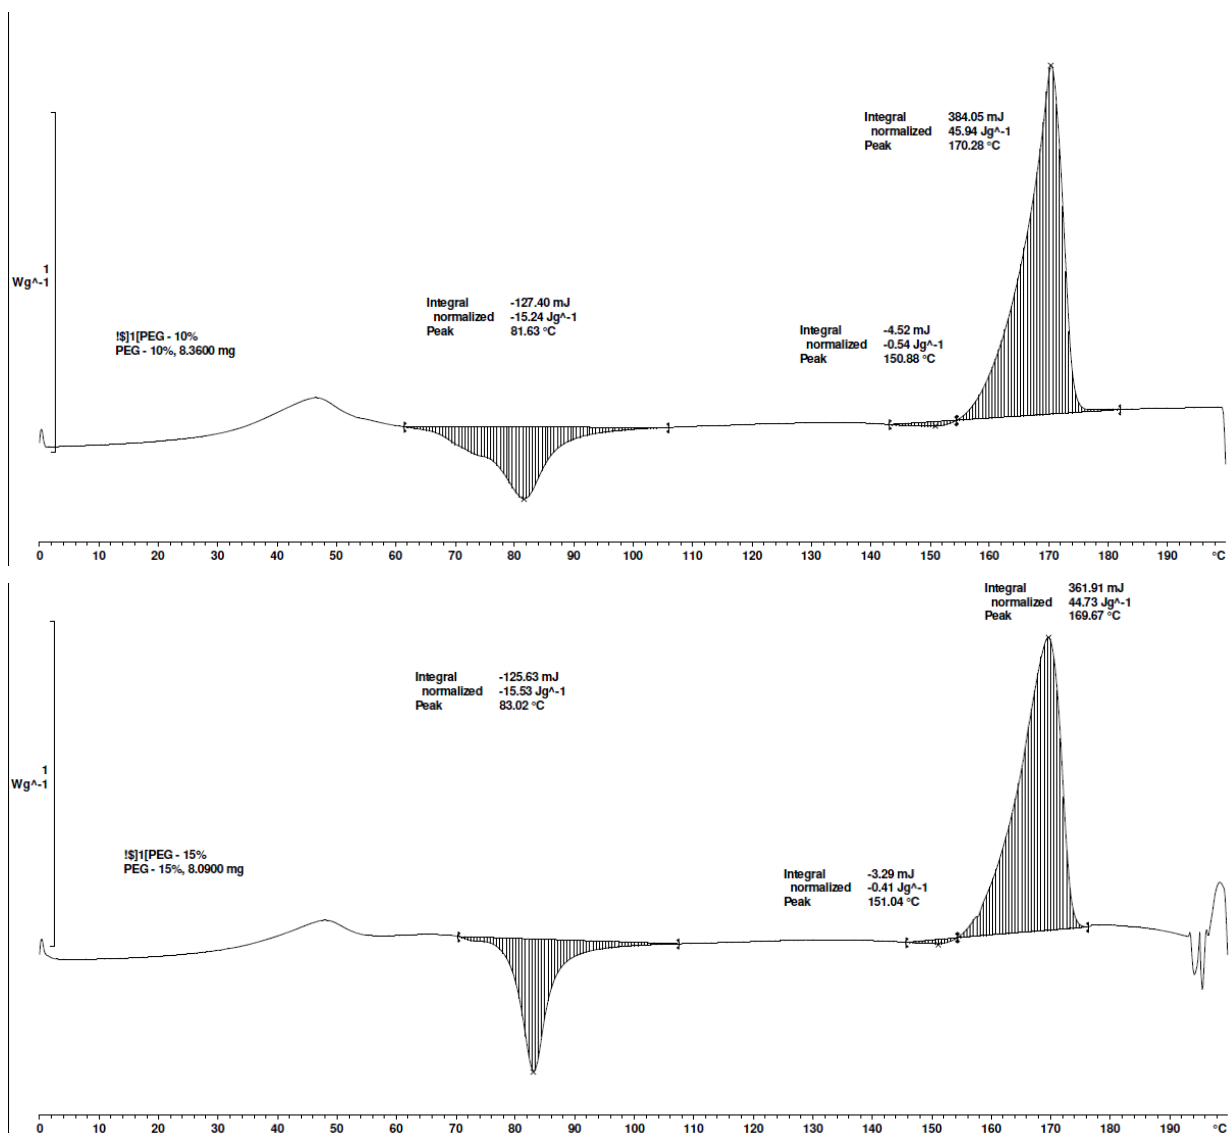 Integral 384.05 mJ
normalized 45.94 Jg^-1
Peak 170.28 °C
1
Wg^-1
Integral -127.40 mJ
normalized -15.24 Jg^-1
Peak 81.63 °C
Integral -4.52 mJ
normalized -0.54 Jg^-1
Peak 150.88 °C
!$]1[PEG - 10%
PEG - 10%, 8.3600 mg
0 10 20 30 40 50 60 70 80 90 100 110 120 130 140 150 160 170 180 190 °C
Integral 361.91 mJ
normalized 44.73 Jg^-1
Peak 169.67 °C
Integral -125.63 mJ
normalized -15.53 Jg^-1
Peak 83.02 °C
1
Wg^-1
!$]1[PEG - 15%
PEG - 15%, 8.0900 mg
Integral -3.29 mJ
normalized -0.41 Jg^-1
Peak 151.04 °C
0 10 20 30 40 50 60 70 80 90 100 110 120 130 140 150 160 170 180 190 °C